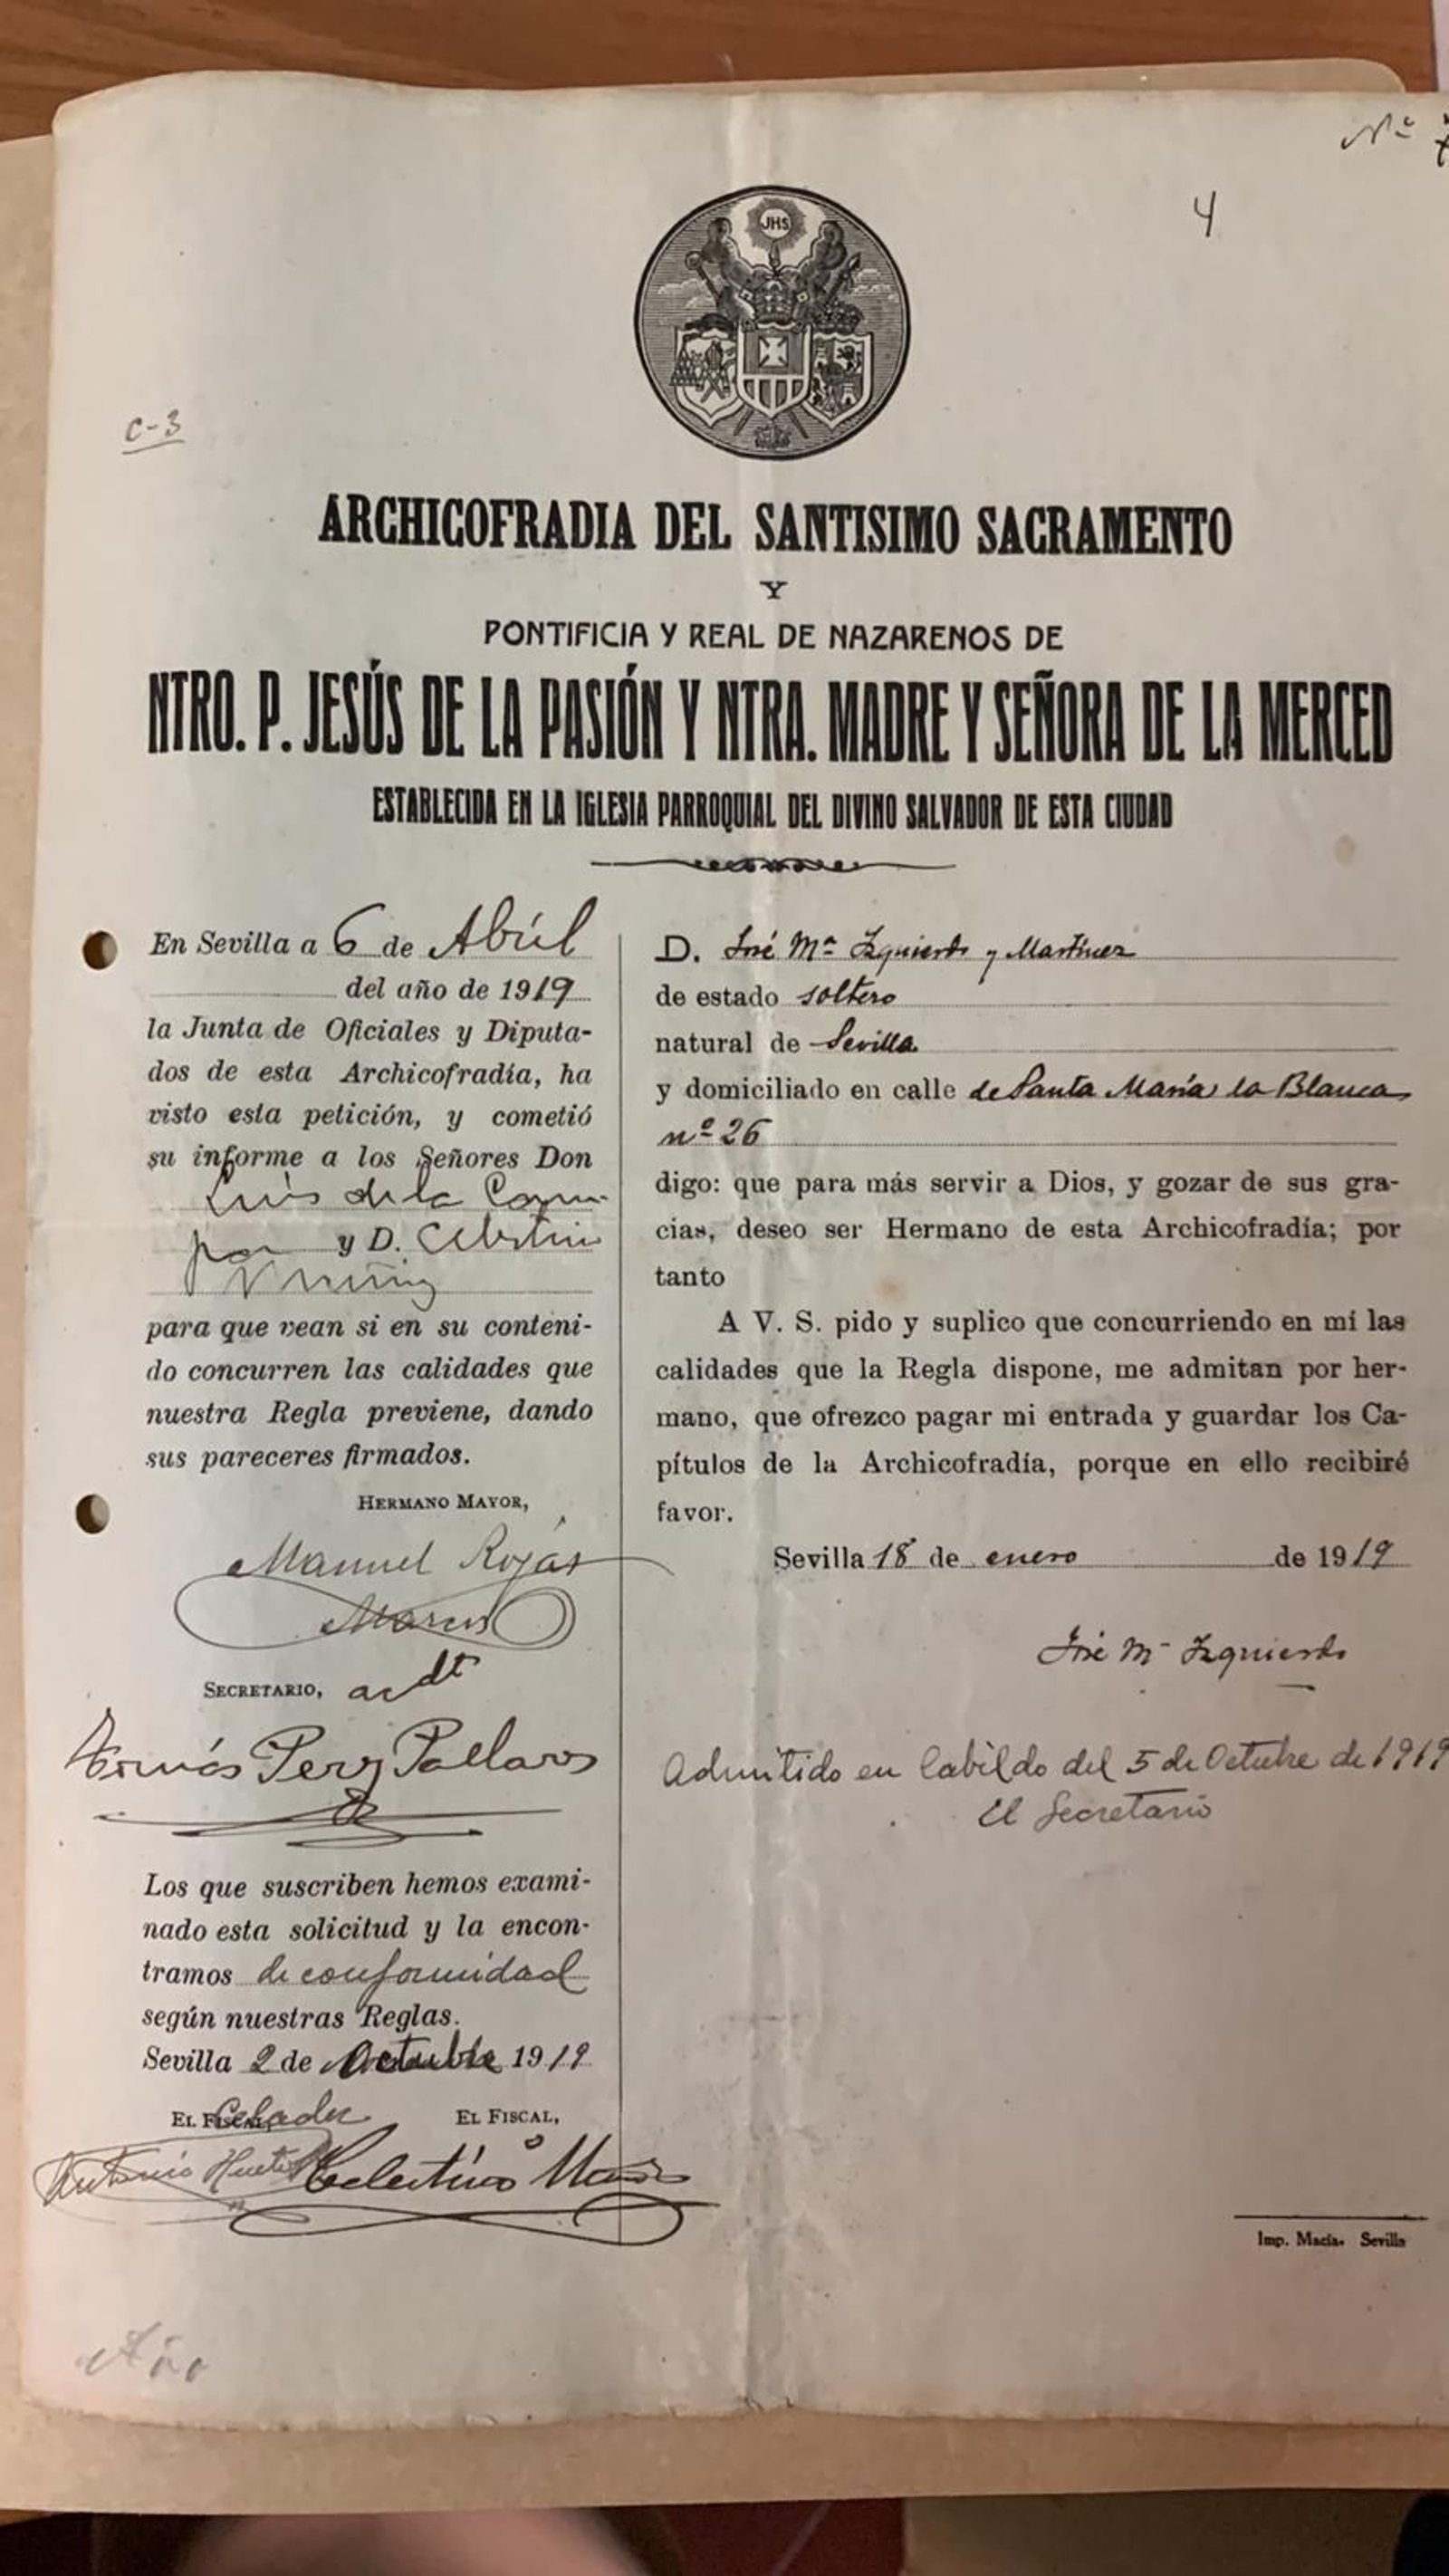 Nº
4
JHS
C-3
ARCHICOFRADIA DEL SANTISIMO SACRAMENTO
Y
PONTIFICIA Y REAL DE NAZARENOS DE
NTRO. P. JESÚS DE LA PASIÓN Y NTRA. MADRE Y SEÑORA DE LA MERCED
ESTABLECIDA EN LA IGLESIA PARROQUIAL DEL DIVINO SALVADOR DE ESTA CIUDAD
En Sevilla a 6 de Abril
del año de 1919
la Junta de Oficiales y Diputa-
dos de esta Archicofradía, ha
visto esta petición, y cometió
su informe a los Señores Don
Luis de la Cam-
pa y D. Celestino
para que vean si en su conteni-
do concurren las calidades que
nuestra Regla previene, dando
sus pareceres firmados.
HERMANO MAYOR,
Manuel Rojas
Marcos
SECRETARIO, acdt
Tomás Perez Pallares
Los que suscriben hemos exami-
nado esta solicitud y la encon-
tramos de conformidad
según nuestras Reglas.
Sevilla 2 de Octubre 1919
EL FISCAL, Celador EL FISCAL,
Antonio Celestino
D. José Mª Izquierdo y Martínez
de estado soltero
natural de Sevilla
y domiciliado en calle de Santa María la Blanca
nº 26
digo: que para más servir a Dios, y gozar de sus gra-
cias, deseo ser Hermano de esta Archicofradía; por
tanto
A V. S. pido y suplico que concurriendo en mí las
calidades que la Regla dispone, me admitan por her-
mano, que ofrezco pagar mi entrada y guardar los Ca-
pítulos de la Archicofradía, porque en ello recibiré
favor.
Sevilla 18 de enero de 1919
José Mª Izquierdo
Admitido en Cabildo del 5 de Octubre de 1919
El Secretario
Imp. Macía. Sevilla